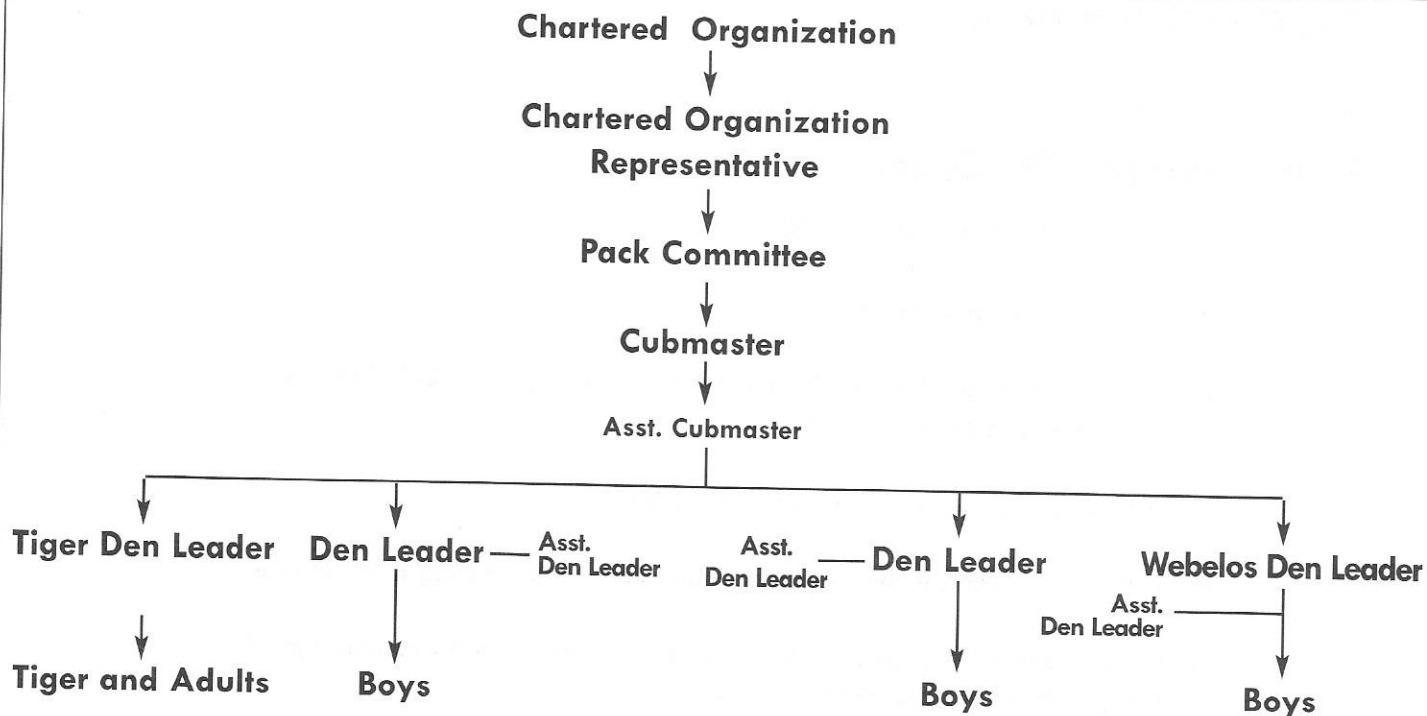 Chartered Organization
Chartered Organization
Representative
Pack Committee
Cubmaster
Asst. Cubmaster
Tiger Den Leader
Den Leader
Asst.
Den Leader
Asst.
Den Leader
Den Leader
Webelos Den Leader
Asst.
Den Leader
Tiger and Adults
Boys
Boys
Boys